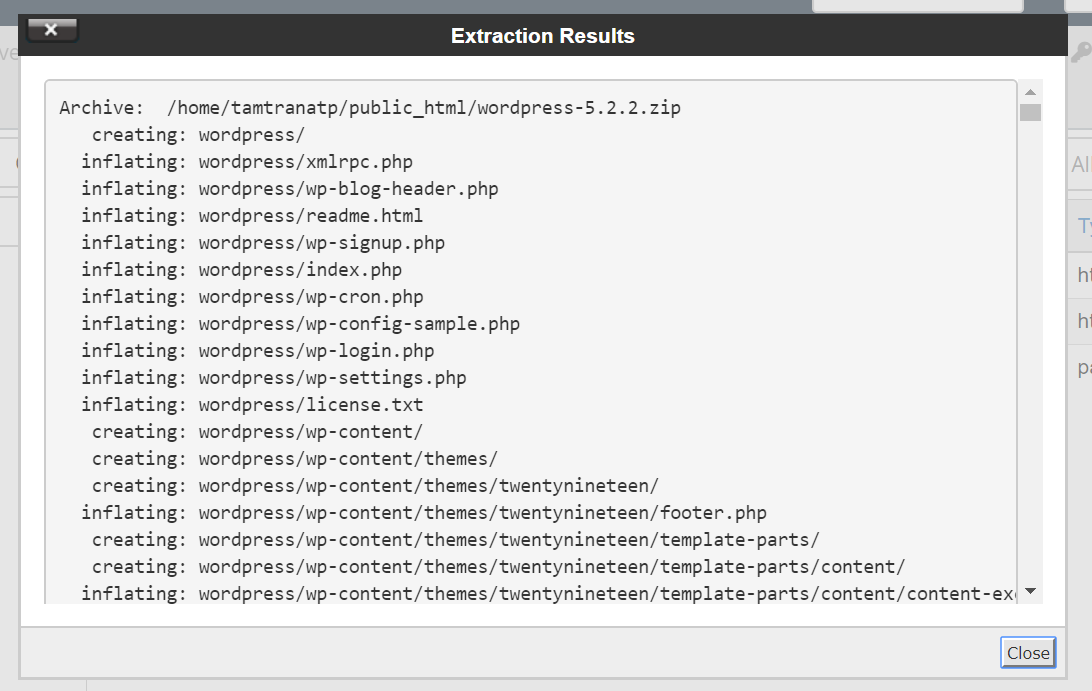 Extraction Results
Archive:  /home/tamtranatp/public_html/wordpress-5.2.2.zip
creating: wordpress/
inflating: wordpress/xmlrpc.php
inflating: wordpress/wp-blog-header.php
inflating: wordpress/readme.html
inflating: wordpress/wp-signup.php
inflating: wordpress/index.php
inflating: wordpress/wp-cron.php
inflating: wordpress/wp-config-sample.php
inflating: wordpress/wp-login.php
inflating: wordpress/wp-settings.php
inflating: wordpress/license.txt
creating: wordpress/wp-content/
creating: wordpress/wp-content/themes/
creating: wordpress/wp-content/themes/twentynineteen/
inflating: wordpress/wp-content/themes/twentynineteen/footer.php
creating: wordpress/wp-content/themes/twentynineteen/template-parts/
creating: wordpress/wp-content/themes/twentynineteen/template-parts/content/
inflating: wordpress/wp-content/themes/twentynineteen/template-parts/content/content-exc
Close